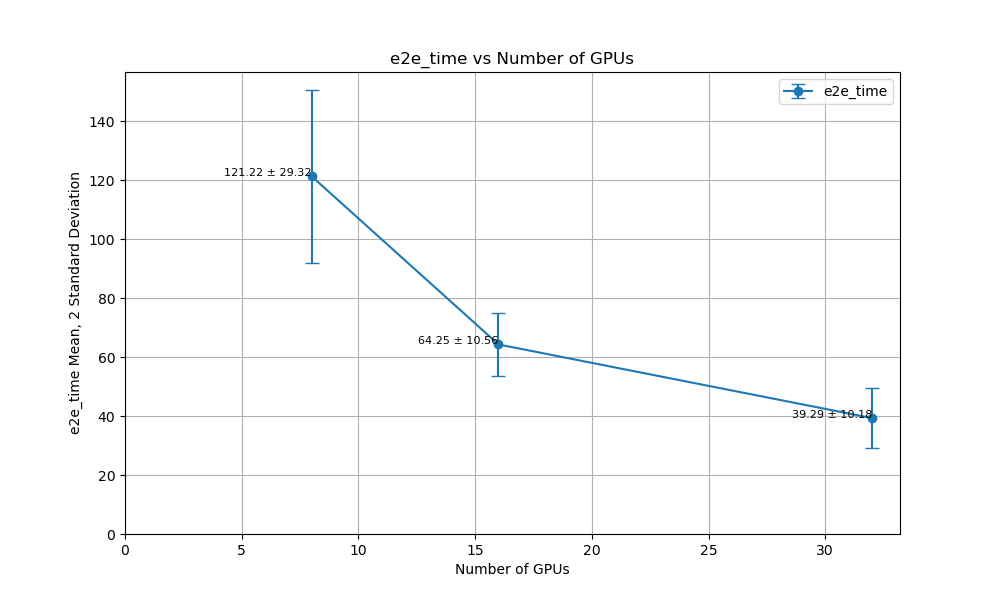 e2e_time vs Number of GPUs
e2e_time
e2e_time Mean, 2 Standard Deviation
140
120
100
80
60
40
20
0
121.22 ± 29.32
64.25 ± 10.56
39.29 ± 10.18
0 5 10 15 20 25 30
Number of GPUs